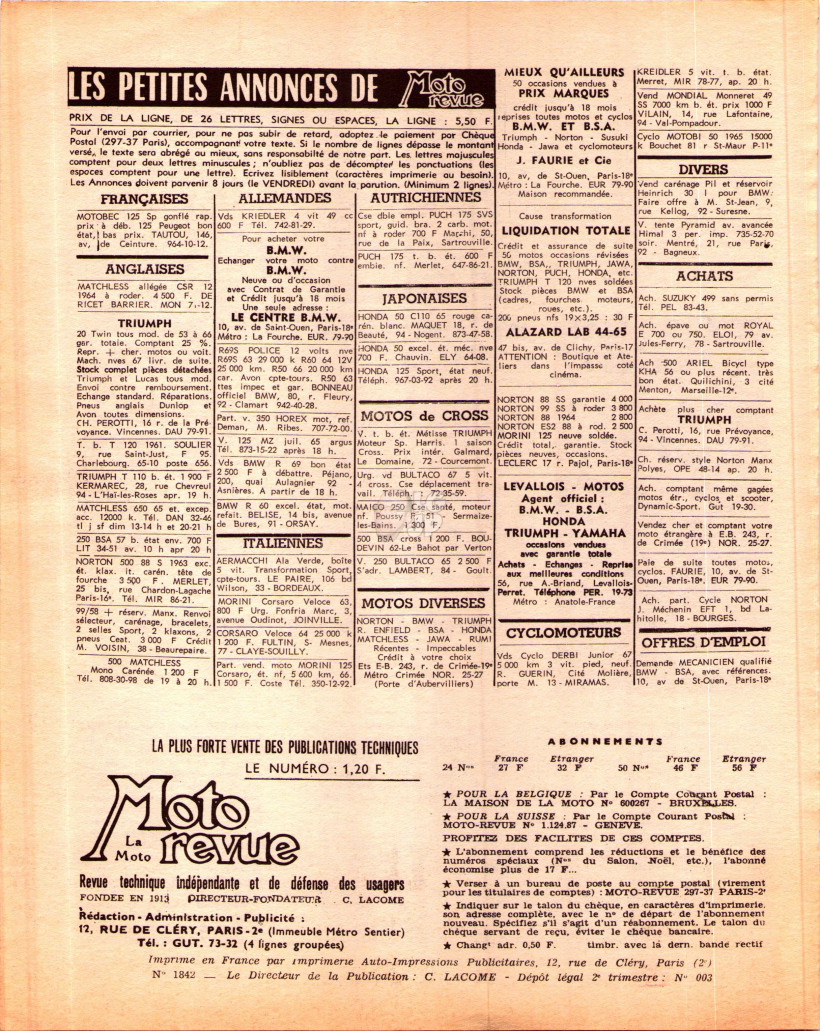 LES PETITES ANNONCES DE Moto revue
PRIX DE LA LIGNE, DE 26 LETTRES, SIGNES OU ESPACES, LA LIGNE : 5,50 F.
Pour l'envoi par courrier, pour ne pas subir de retard, adoptez le paiement par Chèque
Postal (297-37 Paris), accompagnant votre texte. Si le nombre de lignes dépasse le montant
versé, le texte sera abrégé au mieux, sans responsabilté de notre part. Les lettres majuscules
comptent pour deux lettres minuscules ; n'oubliez pas de décompter les ponctuations (les
espaces comptent pour une lettre). Ecrivez lisiblement (caractères imprimerie au besoin).
Les Annonces doivent parvenir 8 jours (le VENDREDI) avant la parution. (Minimum 2 lignes).
FRANÇAISES
MOTOBEC 125 Sp gonflé rap.
prix à déb. 125 Peugeot bon
état, bas prix. TAUTOU, 146,
av. de Ceinture. 964-10-12.
ANGLAISES
MATCHLESS allégée CSR 12
1964 à roder. 4 500 F. DE
RICET BARRIER. MON 7.-12.
TRIUMPH
20 Twin tous mod. de 53 à 66
ger. totale. Comptant 25 %.
Repr. + cher. motos ou voit.
Mach. nves 67 livr. de suite.
Stock complet pièces détachées
Triumph et Lucas tous mod.
Envoi contre remboursement.
Echange standard. Réparations.
Pneus anglais Dunlop et
Avon toutes dimensions.
CH. PEROTTI, 16 r. de la Pré-
voyance. Vincennes. DAU 79-91.
T. b. T 120 1961. SOULIER
9, rue Saint-Just, F 95.
Charlebourg. 65-10 poste 656.
TRIUMPH T 110 b. ét. 1 900 F
KERMAREC, 28, rue Chevreul
94 - L'Haï-les-Roses apr. 19 h.
MATCHLESS 650 65 et. excep.
acc. 12000 k. Tél. DAN 32-46
tl j sf dim 13-14 h et 20-21 h
250 BSA 57 b. état env. 700 F
LIT 34-51 av. 10 h apr 20 h
NORTON 500 88 S 1963 exc.
ét. klax. it. carén. tête de
fourche 3 500 F. MERLET,
25 bis, rue Chardon-Lagache
Paris-16e. Tél. MIR 86-21.
99/58 + réserv. Manx. Renvoi
sélecteur, carénage, bracelets,
2 selles Sport, 2 klaxons, 2
pneus Ceat. 3 000 F Crédit
M. VOISIN, 38 - Beaurepaire.
500 MATCHLESS
Mono Carénée 1 200 F
Tél. 808-30-98 de 19 à 20 h.
ALLEMANDES
Vds KRIEDLER 4 vit 49 cc
600 F Tél. 742-81-29.
Pour acheter votre
B.M.W.
Echanger votre moto contre
B.M.W.
Neuve ou d'occasion
avec Contrat de Garantie
et Crédit Jusqu'à 18 mois
Une seule adresse :
LE CENTRE B.M.W.
10, av. de Saint-Ouen, Paris-18e
Métro : La Fourche. EUR. 79-90
R69S POLICE 12 volts nve
R69S 63 29 000 k R60 64 12V
25 000 km. R50 66 20 000 km
car. Avon cpte-tours. R50 63
ttes impec et gar. BONNEAU
officiel BMW, 80, r. Fleury,
92 - Clamart 942-40-28.
Part. v. 350 HOREX mot. ref.
Deman, M. Ribes. 707-72-00.
V. 125 MZ juil. 65 argus
Tél. 873-15-22 après 18 h.
Vds BMW R 69 bon état
2 500 F à débattre. Péjano,
200, quai Aulagnier 92 -
Asnières. A partir de 18 h.
BMW R 60 excel. état, mot.
refait. BELISE, 14 bis, avenue
de Bures, 91 - ORSAY.
ITALIENNES
AERMACCHI Ala Verde, boîte
5 vit. Transformation Sport,
cpte-tours. LE PAIRE, 106 bd
Wilson, 33 - BORDEAUX.
MORINI Corsaro Veloce 63,
800 F Urg. Fonfria Marc, 3,
avenue Oudinot, JOINVILLE.
CORSARO Veloce 64 25 000 k
1 200 F. FULTIN, S- Mesnes,
77 - CLAYE-SOUILLY.
Part. vend. moto MORINI 125
Corsaro, ét. nf, 5 600 km, 66.
1 500 F. Coste Tél. 350-12-92.
AUTRICHIENNES
Cse dble empl. PUCH 175 SVS
sport, guid. bra. 2 carb. mot.
nf à roder 700 F Marchi, 50,
rue de la Paix, Sartrouville.
PUCH 175 t. b. ét. 600 F
embie. nf. Merlet, 647-86-21.
JAPONAISES
HONDA 50 C110 65 rouge ca-
rén. blanc. MAQUET 18, r. de
Beauté, 94 - Nogent. 873-47-58.
HONDA 50 excel. ét. méc. nve
700 F. Chauvin. ELY 64-08.
HONDA 125 Sport, état neuf.
Téléph. 967-03-92 après 20 h.
MOTOS de CROSS
V. t. b. ét. Métisse TRIUMPH
Moteur Sp. Harris. 1 saison
Cross. Prix intér. Galmard,
Le Domaine, 72 - Courcemont.
Urg. vd BULTACO 67 5 vit.
4 cross. Cse déplacement tra-
vail. Téléph. 72-35-59.
MAICO 250 Cse santé, moteur
nf. Poussy P. 51 - Sermaize-
les-Bains. 1 300 F.
500 BSA cross 1 200 F. BOU-
DEVIN 62-Le Bahot par Verton
V. 250 BULTACO 65 2 500 F
S'adr. LAMBERT, 84 - Goult.
MOTOS DIVERSES
NORTON - BMW - TRIUMPH
R. ENFIELD - BSA - HONDA
MATCHLESS - JAWA - RUMI
Récentes - Impeccables
Crédit à votre choix
Ets E-B. 243, r. de Crimée-19e
Métro Crimée NOR. 25-27
(Porte d'Aubervilliers)
MIEUX QU'AILLEURS
50 occasions vendues à
PRIX MARQUES
crédit jusqu'à 18 mois
reprises toutes motos et cyclos
B.M.W. ET B.S.A.
Triumph - Norton - Susuki
Honda - Jawa et cyclomoteurs
J. FAURIE et Cie
10, av, de St-Ouen, Paris-18e
Métro : La Fourche. EUR 79-90
Maison recommandée.
Cause transformation
LIQUIDATION TOTALE
Crédit et assurance de suite
50 motos occasions révisées
BMW, BSA,, TRIUMPH, JAWA,
NORTON, PUCH, HONDA, etc.
TRIUMPH T 120 nves soldées
Stock pièces BMW et BSA
(cadres, fourches moteurs,
roues, etc.).
200 pneus nfs 19x3,25 : 30 F
ALAZARD LAB 44-65
47 bis, av. de Clichy, Paris-17
ATTENTION : Boutique et Ate-
liers dans l'Impasse coté
cinéma.
NORTON 88 SS garantie 4 000
NORTON 99 SS à roder 3 800
NORTON 88 1964 2 800
NORTON ES2 88 à rod. 2 500
MORINI 125 neuve soldée.
Crédit total, garantie. Stock
pièces neuves, occasions.
LECLERC 17 r. Pajol, Paris-18e
LEVALLOIS - MOTOS
Agent officiel :
B.M.W. - B.S.A.
HONDA
TRIUMPH - YAMAHA
occasions vendues
avec garantie totale
Achats - Echanges - Reprise
aux meilleures conditions
56, rue A.-Briand, Levallois-
Perret. Téléphone PER. 19-73
Métro : Anatole-France
CYCLOMOTEURS
Vds Cyclo DERBI Junior 67
5 000 km 3 vit. pied, neuf.
R. GUERIN, Cité Molière,
porte M. 13 - MIRAMAS.
KREIDLER 5 vit. t. b. état.
Merret, MIR 78-77, ap. 20 h.
Vend MONDIAL Monneret 49
SS 7000 km b. ét. prix 1000 F
ViLAIN, 14, rue Lafontaine,
94 - Val-Pompadour.
Cyclo MOTOBI 50 1965 15000
k Bouchet 81 r St-Maur P-11e
DIVERS
Vend carénage Pil et réservoir
Heinrich 30 l pour BMW.
Faire offre à M. St-Jean, 9,
rue Kellog, 92 - Suresne.
V. tente Pyramid av. avancée
Himal 3 per. imp. 735-52-70
soir. Mentré, 21, rue Paris,
92 - Bagneux.
ACHATS
Ach. SUZUKY 499 sans permis
Tél. PEL 83-43.
Ach. épave ou mot ROYAL
E 700 ou 750. ELOI, 79 av.
Jules-Ferry, 78 - Sartrouville.
Ach 500 ARIEL Bicycl type
KHA 56 ou plus récent très
bon état. Quilichini, 3 cité
Menton, Marseille-12e.
Achète plus cher comptant
TRIUMPH
C. Perotti, 16, rue Prévoyance,
94 - Vincennes. DAU 79-91.
Ch. réserv. style Norton Manx
Polyes, OPE 48-14 ap. 20 h.
Ach. comptant même gagées
motos étr., cyclos et scooter,
Dynamic-Sport. Gut 19-30.
Vendez cher et comptant votre
moto étrangère à E.B. 243, r.
de Crimée (19e) NOR. 25-27.
Paie de suite toutes motos,
cyclos. FAURIE, 10, av. de St-
Ouen, Paris-18e. EUR 79-90.
Ach. part. Cycle NORTON
J. Méchenin EFT 1, bd La-
hitolle, 18 - BOURGES.
OFFRES D'EMPLOI
Demande MECANICIEN qualifié
BMW - BSA, avec références.
10, av de St-Ouen, Paris-18e
LA PLUS FORTE VENTE DES PUBLICATIONS TECHNIQUES
LE NUMÉRO : 1,20 F.
La Moto
Moto revue
Revue technique indépendante et de défense des usagers
FONDÉE EN 1913 DIRECTEUR-FONDATEUR C. LACOME
Rédaction - Administration - Publicité :
12, RUE DE CLÉRY, PARIS-2e (Immeuble Métro Sentier)
Tél. : GUT. 73-32 (4 lignes groupées)
ABONNEMENTS
France Etranger France Etranger
24 Nos 27 F 32 F 50 Nos 46 F 56 F
★ POUR LA BELGIQUE : Par le Compte Courant Postal :
LA MAISON DE LA MOTO No 600267 - BRUXELLES.
★ POUR LA SUISSE : Par le Compte Courant Postal :
MOTO-REVUE No 1.124.87 - GENEVE.
PROFITEZ DES FACILITES DE CES COMPTES.
★ L'abonnement comprend les réductions et le bénéfice des
numéros spéciaux (Nos du Salon, Noël, etc.), l'abonné
économise plus de 17 F...
★ Verser à un bureau de poste au compte postal (virement
pour les titulaires de comptes) : MOTO-REVUE 297-37 PARIS-2e
★ Indiquer sur le talon du chèque, en caractères d'imprimerie,
son adresse complète, avec le no de départ de l'abonnement
nouveau. Spécifiez s'il s'agit d'un réabonnement. Le talon du
chèque servant de reçu, éviter le chèque bancaire.
★ Changt adr. 0,50 F. timbr. avec la dern. bande rectif
Imprime en France par imprimerie Auto-Impressions Publicitaires, 12, rue de Cléry, Paris (2e)
No 1842 — Le Directeur de la Publication : C. LACOME - Dépôt légal 2e trimestre : No 003